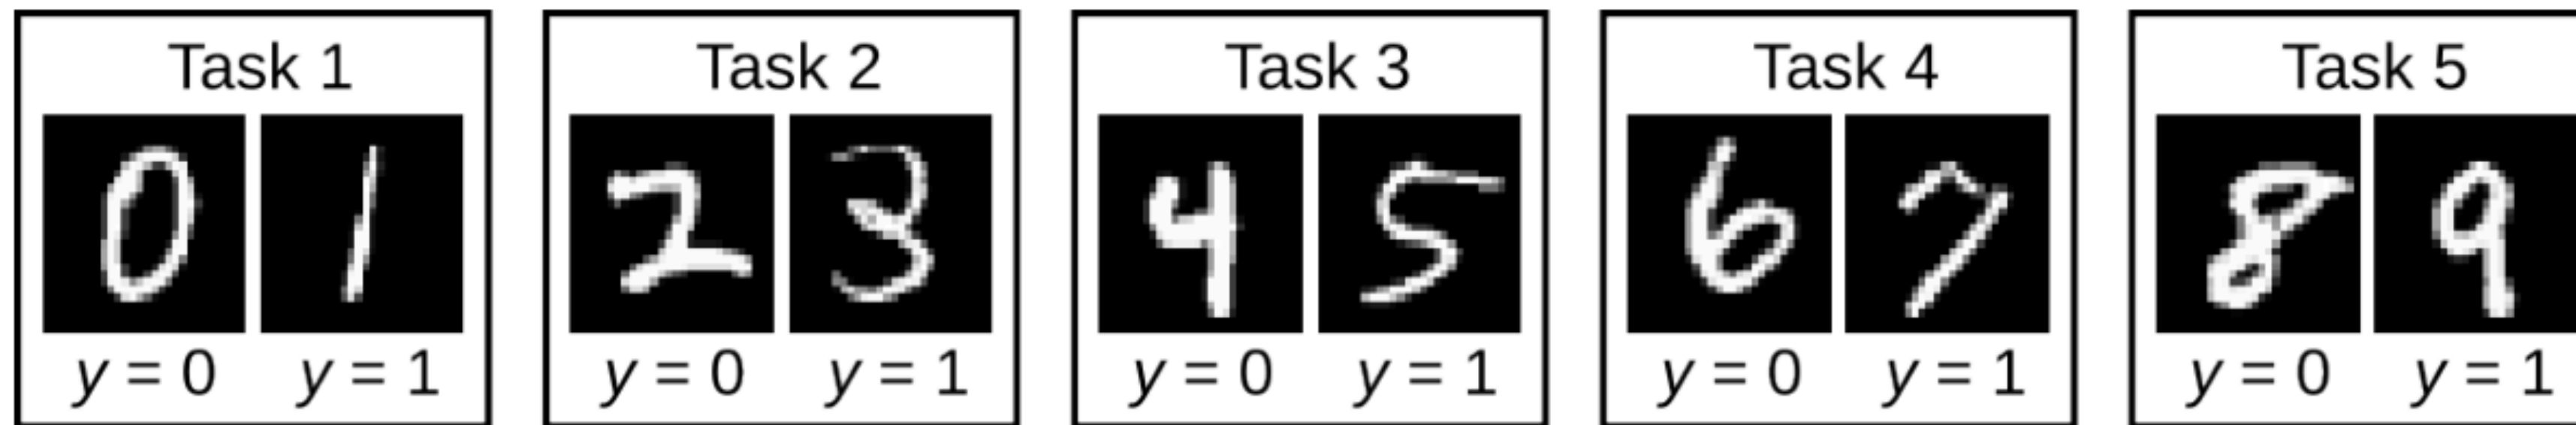 Task 1 Task 2 Task 3 Task 4 Task 5
0 1 2 3 4 5 6 7 8 9
y = 0 y = 1 y = 0 y = 1 y = 0 y = 1 y = 0 y = 1 y = 0 y = 1